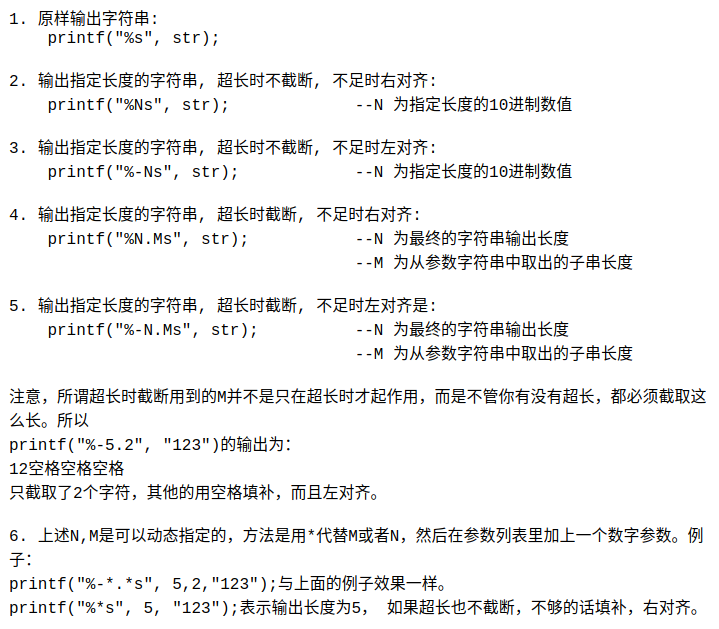 1. 原样输出字符串:
printf("%s", str);
2. 输出指定长度的字符串, 超长时不截断, 不足时右对齐:
printf("%Ns", str);             --N 为指定长度的10进制数值
3. 输出指定长度的字符串, 超长时不截断, 不足时左对齐:
printf("%-Ns", str);            --N 为指定长度的10进制数值
4. 输出指定长度的字符串, 超长时截断, 不足时右对齐:
printf("%N.Ms", str);           --N 为最终的字符串输出长度
--M 为从参数字符串中取出的子串长度
5. 输出指定长度的字符串, 超长时截断, 不足时左对齐是:
printf("%-N.Ms", str);          --N 为最终的字符串输出长度
--M 为从参数字符串中取出的子串长度
注意，所谓超长时截断用到的M并不是只在超长时才起作用，而是不管你有没有超长，都必须截取这
么长。所以
printf("%-5.2", "123")的输出为：
12空格空格空格
只截取了2个字符，其他的用空格填补，而且左对齐。
6. 上述N,M是可以动态指定的，方法是用*代替M或者N，然后在参数列表里加上一个数字参数。例
子：
printf("%-*.*s", 5,2,"123");与上面的例子效果一样。
printf("%*s", 5, "123");表示输出长度为5， 如果超长也不截断，不够的话填补，右对齐。